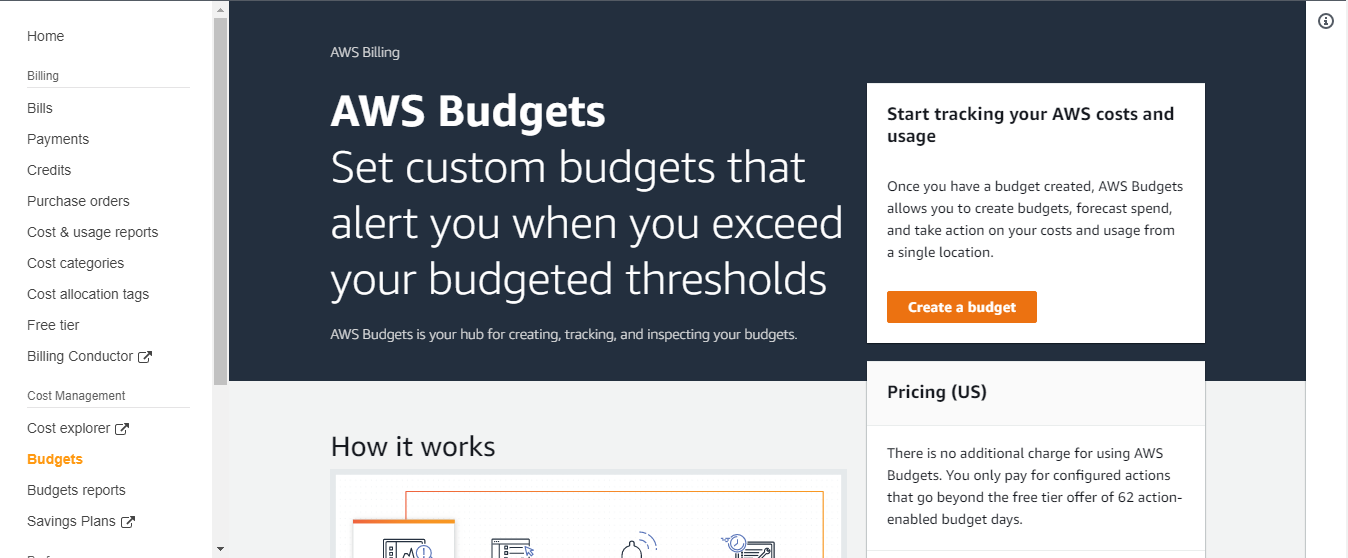 Home
Billing
Bills
Payments
Credits
Purchase orders
Cost & usage reports
Cost categories
Cost allocation tags
Free tier
Billing Conductor
Cost Management
Cost explorer
Budgets
Budgets reports
Savings Plans
AWS Billing
AWS Budgets
Set custom budgets that
alert you when you exceed
your budgeted thresholds
AWS Budgets is your hub for creating, tracking, and inspecting your budgets.
Start tracking your AWS costs and
usage
Once you have a budget created, AWS Budgets
allows you to create budgets, forecast spend,
and take action on your costs and usage from
a single location.
Create a budget
Pricing (US)
There is no additional charge for using AWS
Budgets. You only pay for configured actions
that go beyond the free tier offer of 62 action-
enabled budget days.
How it works